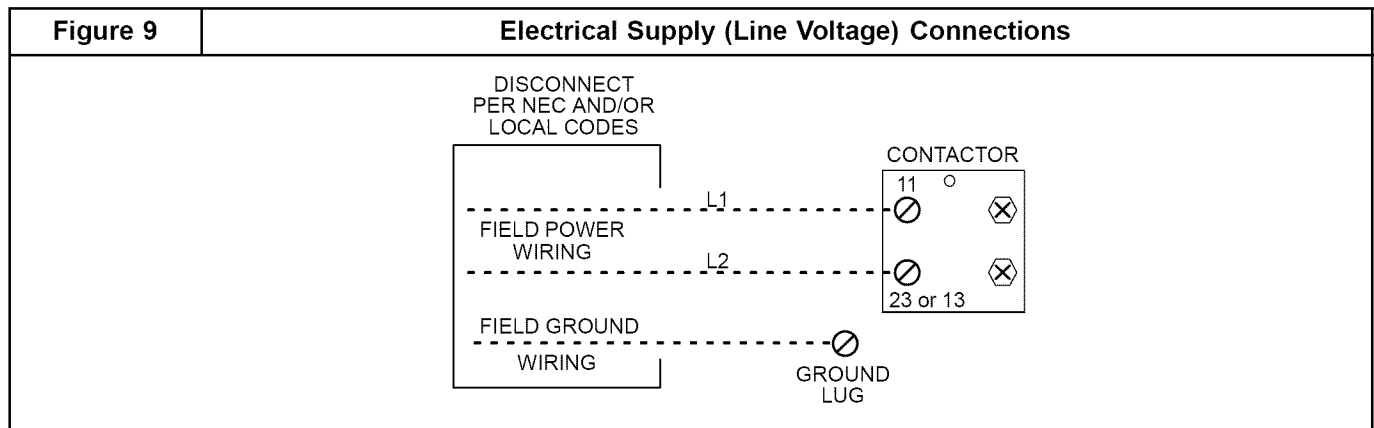 Figure 9
Electrical Supply (Line Voltage) Connections
DISCONNECT
PER NEC AND/OR
LOCAL CODES
CONTACTOR
11
L1
FIELD POWER
WIRING
L2
23 or 13
FIELD GROUND
WIRING
GROUND
LUG